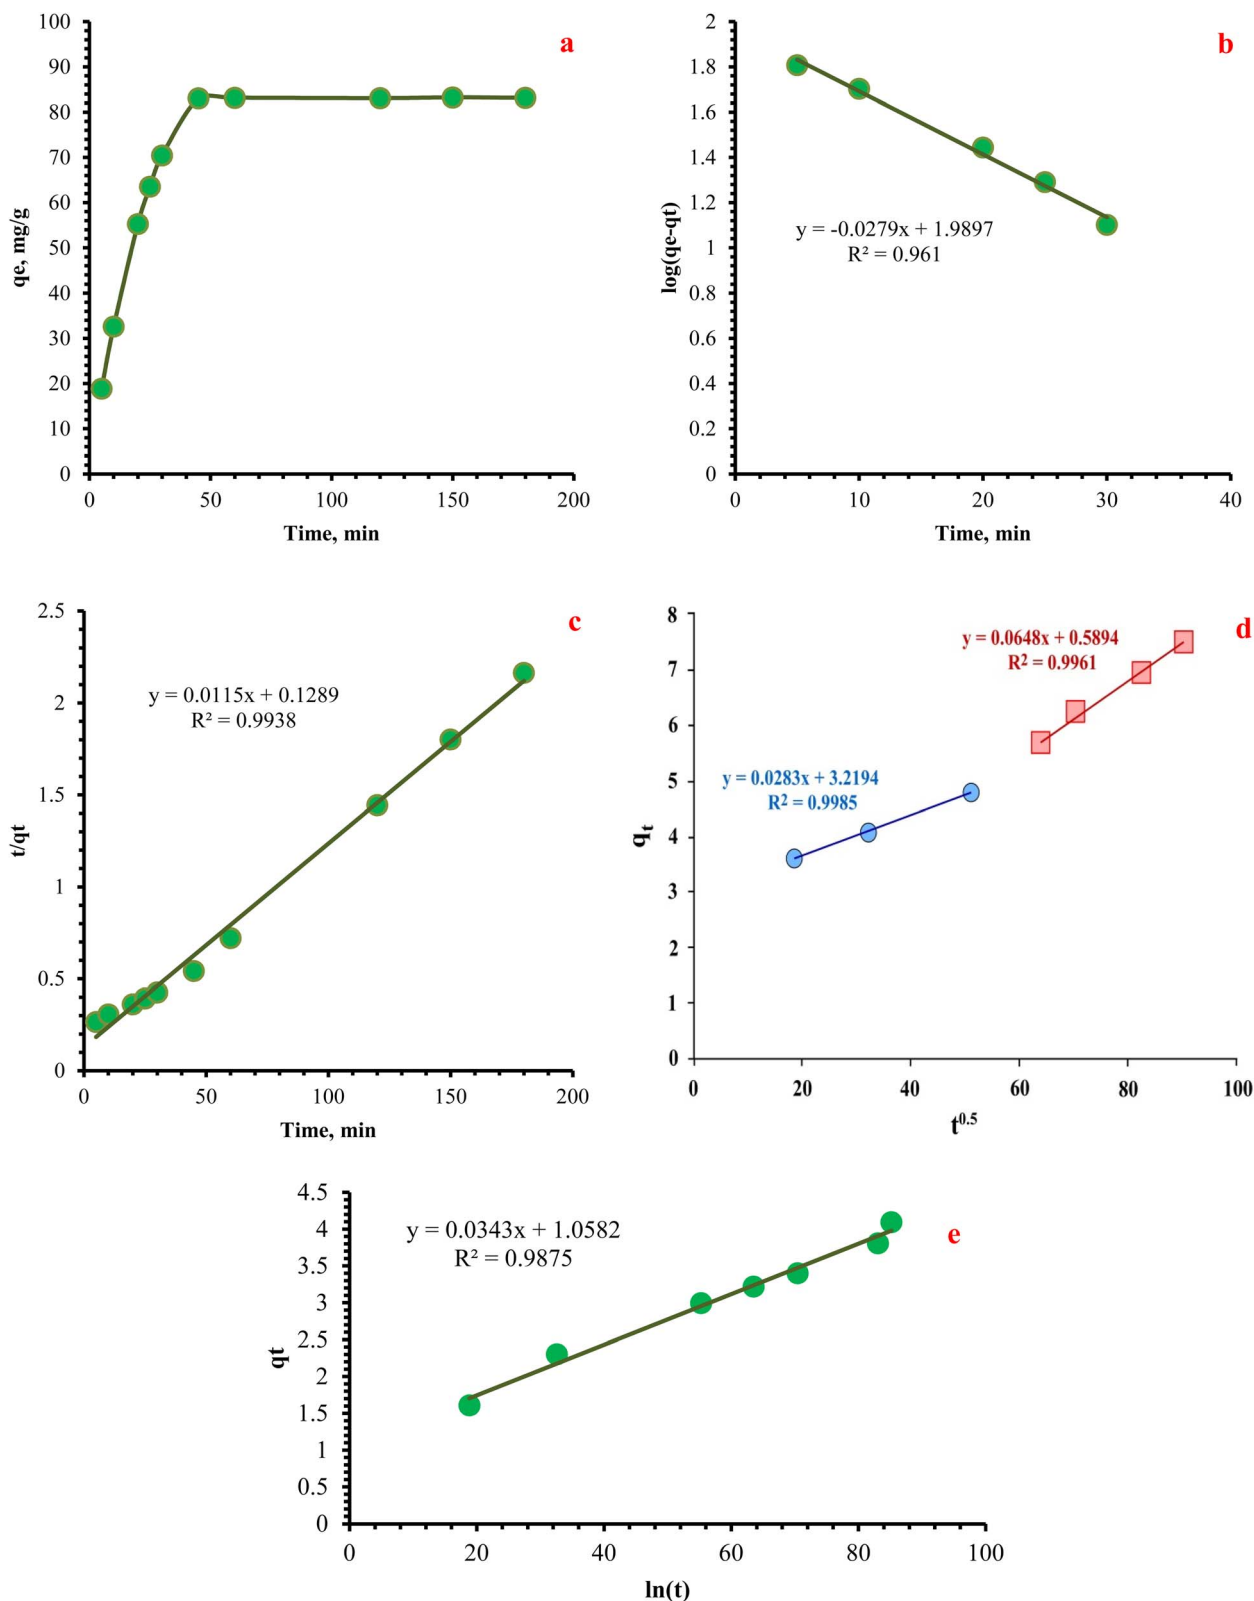 a
100
90
80
70
60
50
40
30
20
10
0
qe, mg/g
0 50 100 150 200
Time, min
b
2
1.8
1.6
1.4
1.2
1
0.8
0.6
0.4
0.2
0
log(qe-qt)
y = -0.0279x + 1.9897
R² = 0.961
0 10 20 30 40
Time, min
c
2.5
2
1.5
1
0.5
0
t/qt
y = 0.0115x + 0.1289
R² = 0.9938
0 50 100 150 200
Time, min
d
8
7
6
5
4
3
2
1
0
qt
y = 0.0648x + 0.5894
R² = 0.9961
y = 0.0283x + 3.2194
R² = 0.9985
0 20 40 60 80 100
t⁰·⁵
e
4.5
4
3.5
3
2.5
2
1.5
1
0.5
0
qt
y = 0.0343x + 1.0582
R² = 0.9875
0 20 40 60 80 100
ln(t)